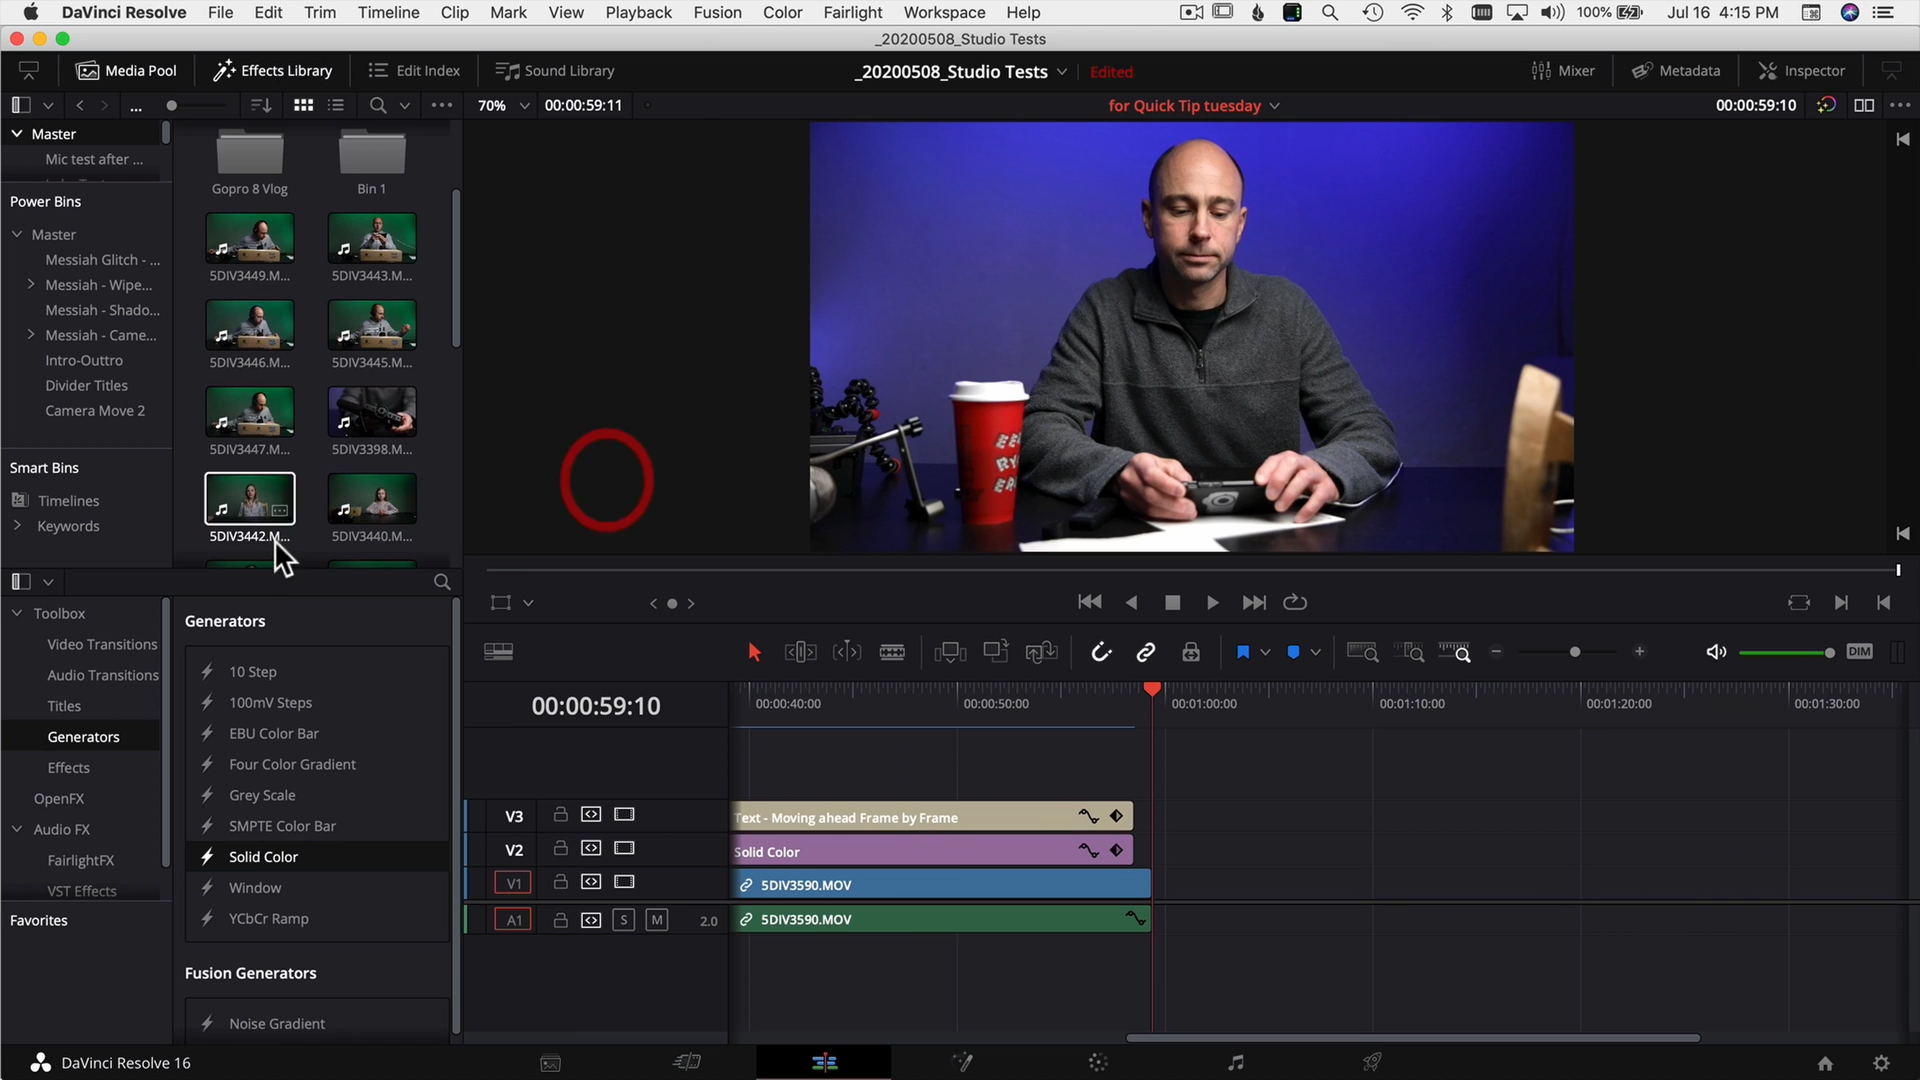 DaVinci Resolve File Edit Trim Timeline Clip Mark View Playback Fusion Color Fairlight Workspace Help 100% Jul 16 4:15 PM
_20200508_Studio Tests
Media Pool Effects Library Edit Index Sound Library _20200508_Studio Tests Edited Mixer Metadata Inspector
... 70% 00:00:59:11 for Quick Tip tuesday 00:00:59:10
Master
Mic test after ...
Power Bins
Master
Messiah Glitch - ...
Messiah - Wipe...
Messiah - Shado...
Messiah - Came...
Intro-Outtro
Divider Titles
Camera Move 2
Smart Bins
Timelines
Keywords
Gopro 8 Vlog Bin 1
5DIV3449.M... 5DIV3443.M...
5DIV3446.M... 5DIV3445.M...
5DIV3447.M... 5DIV3398.M...
5DIV3442.M... 5DIV3440.M...
Toolbox
Video Transitions
Audio Transitions
Titles
Generators
Effects
OpenFX
Audio FX
FairlightFX
VST Effects
Favorites
Generators
10 Step
100mV Steps
EBU Color Bar
Four Color Gradient
Grey Scale
SMPTE Color Bar
Solid Color
Window
YCbCr Ramp
Fusion Generators
Noise Gradient
DIM
00:00:59:10 00:00:40:00 00:00:50:00 00:01:00:00 00:01:10:00 00:01:20:00 00:01:30:00
V3 Text - Moving ahead Frame by Frame
V2 Solid Color
V1 5DIV3590.MOV
A1 S M 2.0 5DIV3590.MOV
DaVinci Resolve 16